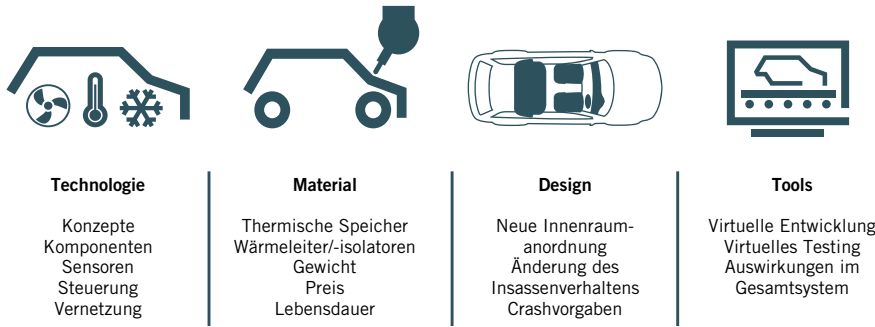 Technologie
Konzepte
Komponenten
Sensoren
Steuerung
Vernetzung
Material
Thermische Speicher
Wärmeleiter/-isolatoren
Gewicht
Preis
Lebensdauer
Design
Neue Innenraum-
anordnung
Änderung des
Insassenverhaltens
Crashvorgaben
Tools
Virtuelle Entwicklung
Virtuelles Testing
Auswirkungen im
Gesamtsystem